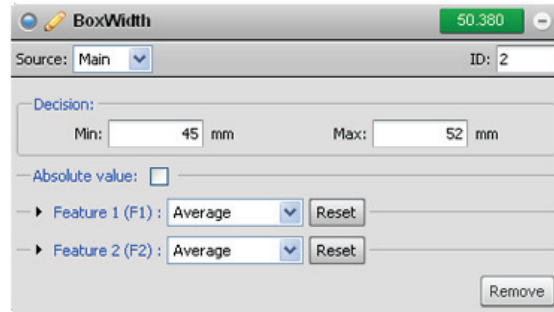 BoxWidth 50.380
Source: Main ID: 2
Decision:
Min: 45 mm Max: 52 mm
Absolute value:
Feature 1 (F1) : Average Reset
Feature 2 (F2) : Average Reset
Remove